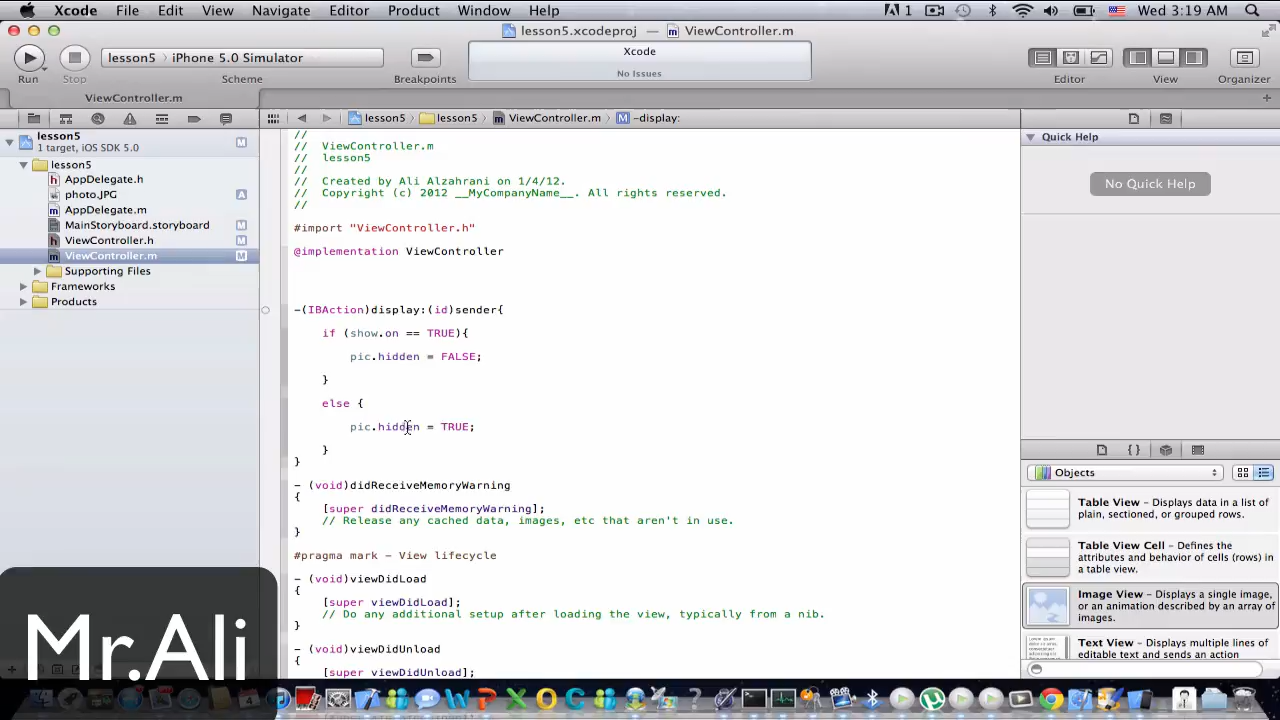 Xcode File Edit View Navigate Editor Product Window Help 1 Wed 3:19 AM
lesson5.xcodeproj — ViewController.m
lesson5 iPhone 5.0 Simulator
Xcode
No Issues
Run Stop Scheme Breakpoints Editor View Organizer
ViewController.m
lesson5 lesson5 ViewController.m M -display:
lesson5 M
1 target, iOS SDK 5.0
lesson5
AppDelegate.h
photo.JPG A
AppDelegate.m
MainStoryboard.storyboard M
ViewController.h M
ViewController.m M
Supporting Files
Frameworks
Products
//
// ViewController.m
// lesson5
//
// Created by Ali Alzahrani on 1/4/12.
// Copyright (c) 2012 __MyCompanyName__. All rights reserved.
//
#import "ViewController.h"
@implementation ViewController
-(IBAction)display:(id)sender{
if (show.on == TRUE){
pic.hidden = FALSE;
}
else {
pic.hidden = TRUE;
}
}
- (void)didReceiveMemoryWarning
{
[super didReceiveMemoryWarning];
// Release any cached data, images, etc that aren't in use.
}
#pragma mark - View lifecycle
- (void)viewDidLoad
{
[super viewDidLoad];
// Do any additional setup after loading the view, typically from a nib.
}
- (void)viewDidUnload
{
[super viewDidUnload];
Quick Help
No Quick Help
{ }
Objects
Table View - Displays data in a list of
plain, sectioned, or grouped rows.
Table View Cell - Defines the
attributes and behavior of cells (rows) in
a table view.
Image View - Displays a single image,
or an animation described by an array of
images.
Text View - Displays multiple lines of
editable text and sends an action
Mr.Ali